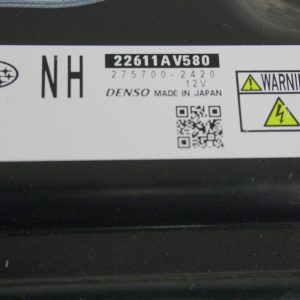 NH
22611AV580
275700-2420
12V
DENSO MADE IN JAPAN
WARNIN